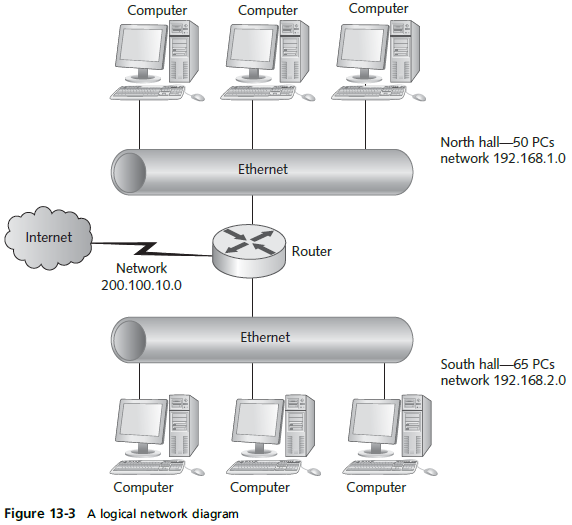 Computer
Computer
Computer
North hall—50 PCs
network 192.168.1.0
Ethernet
Internet
Router
Network
200.100.10.0
Ethernet
South hall—65 PCs
network 192.168.2.0
Computer
Computer
Computer
Figure 13-3 A logical network diagram